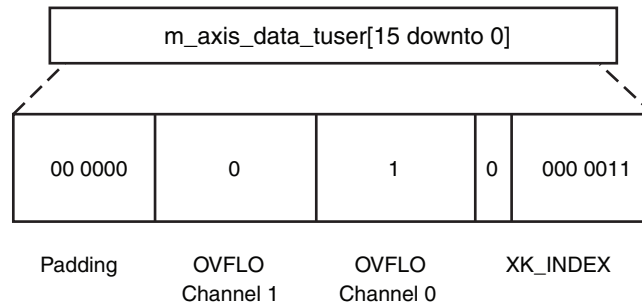 m_axis_data_tuser[15 downto 0]
00 0000 0 1 0 000 0011
Padding OVFLO OVFLO XK_INDEX
Channel 1 Channel 0